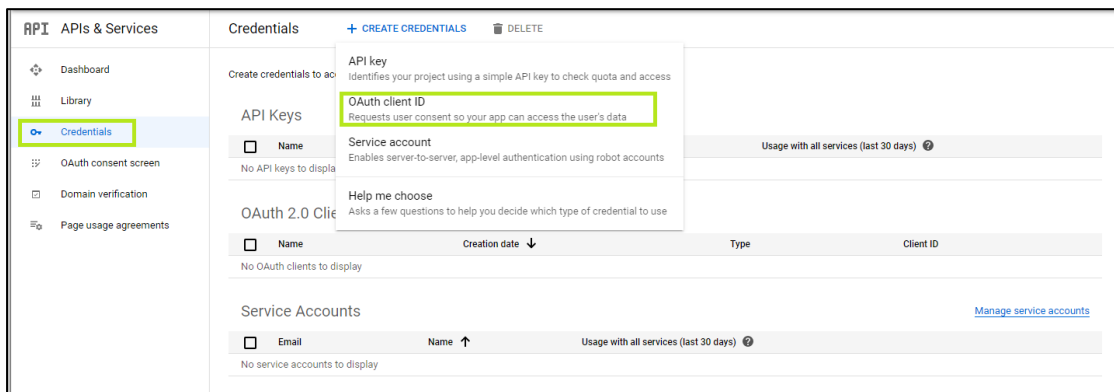 API APIs & Services
Credentials
+ CREATE CREDENTIALS
DELETE
Dashboard
Library
Credentials
OAuth consent screen
Domain verification
Page usage agreements
Create credentials to ac
API key
Identifies your project using a simple API key to check quota and access
OAuth client ID
Requests user consent so your app can access the user's data
Service account
Enables server-to-server, app-level authentication using robot accounts
Help me choose
Asks a few questions to help you decide which type of credential to use
API Keys
Name
Usage with all services (last 30 days)
No API keys to displa
OAuth 2.0 Clie
Name Creation date Type Client ID
No OAuth clients to display
Service Accounts
Manage service accounts
Email Name Usage with all services (last 30 days)
No service accounts to display